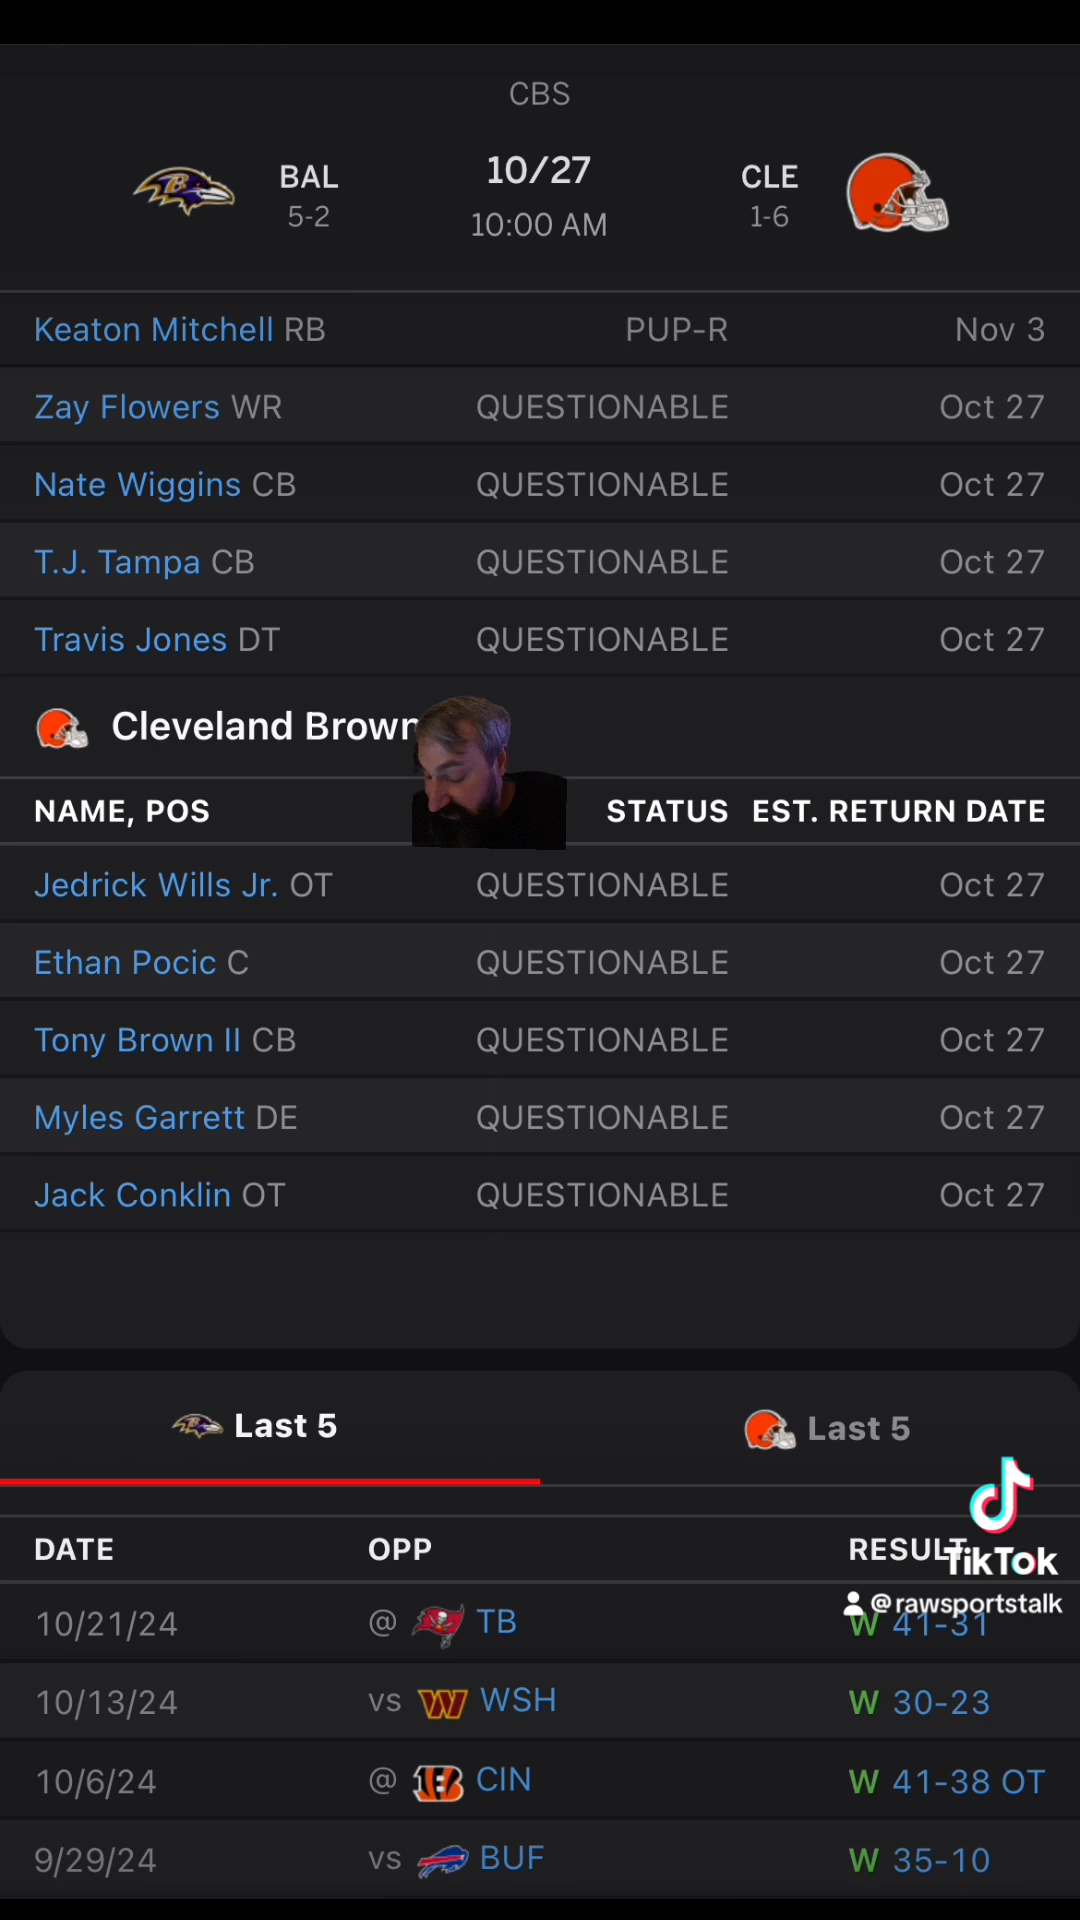 CBS
BAL 10/27 CLE
5-2 10:00 AM 1-6
Keaton Mitchell RB PUP-R Nov 3
Zay Flowers WR QUESTIONABLE Oct 27
Nate Wiggins CB QUESTIONABLE Oct 27
T.J. Tampa CB QUESTIONABLE Oct 27
Travis Jones DT QUESTIONABLE Oct 27
Cleveland Brown
NAME, POS STATUS EST. RETURN DATE
Jedrick Wills Jr. OT QUESTIONABLE Oct 27
Ethan Pocic C QUESTIONABLE Oct 27
Tony Brown II CB QUESTIONABLE Oct 27
Myles Garrett DE QUESTIONABLE Oct 27
Jack Conklin OT QUESTIONABLE Oct 27
Last 5 Last 5
DATE OPP RESULT
TikTok
@rawsportstalk
10/21/24 @ TB W 41-31
10/13/24 vs WSH W 30-23
10/6/24 @ CIN W 41-38 OT
9/29/24 vs BUF W 35-10